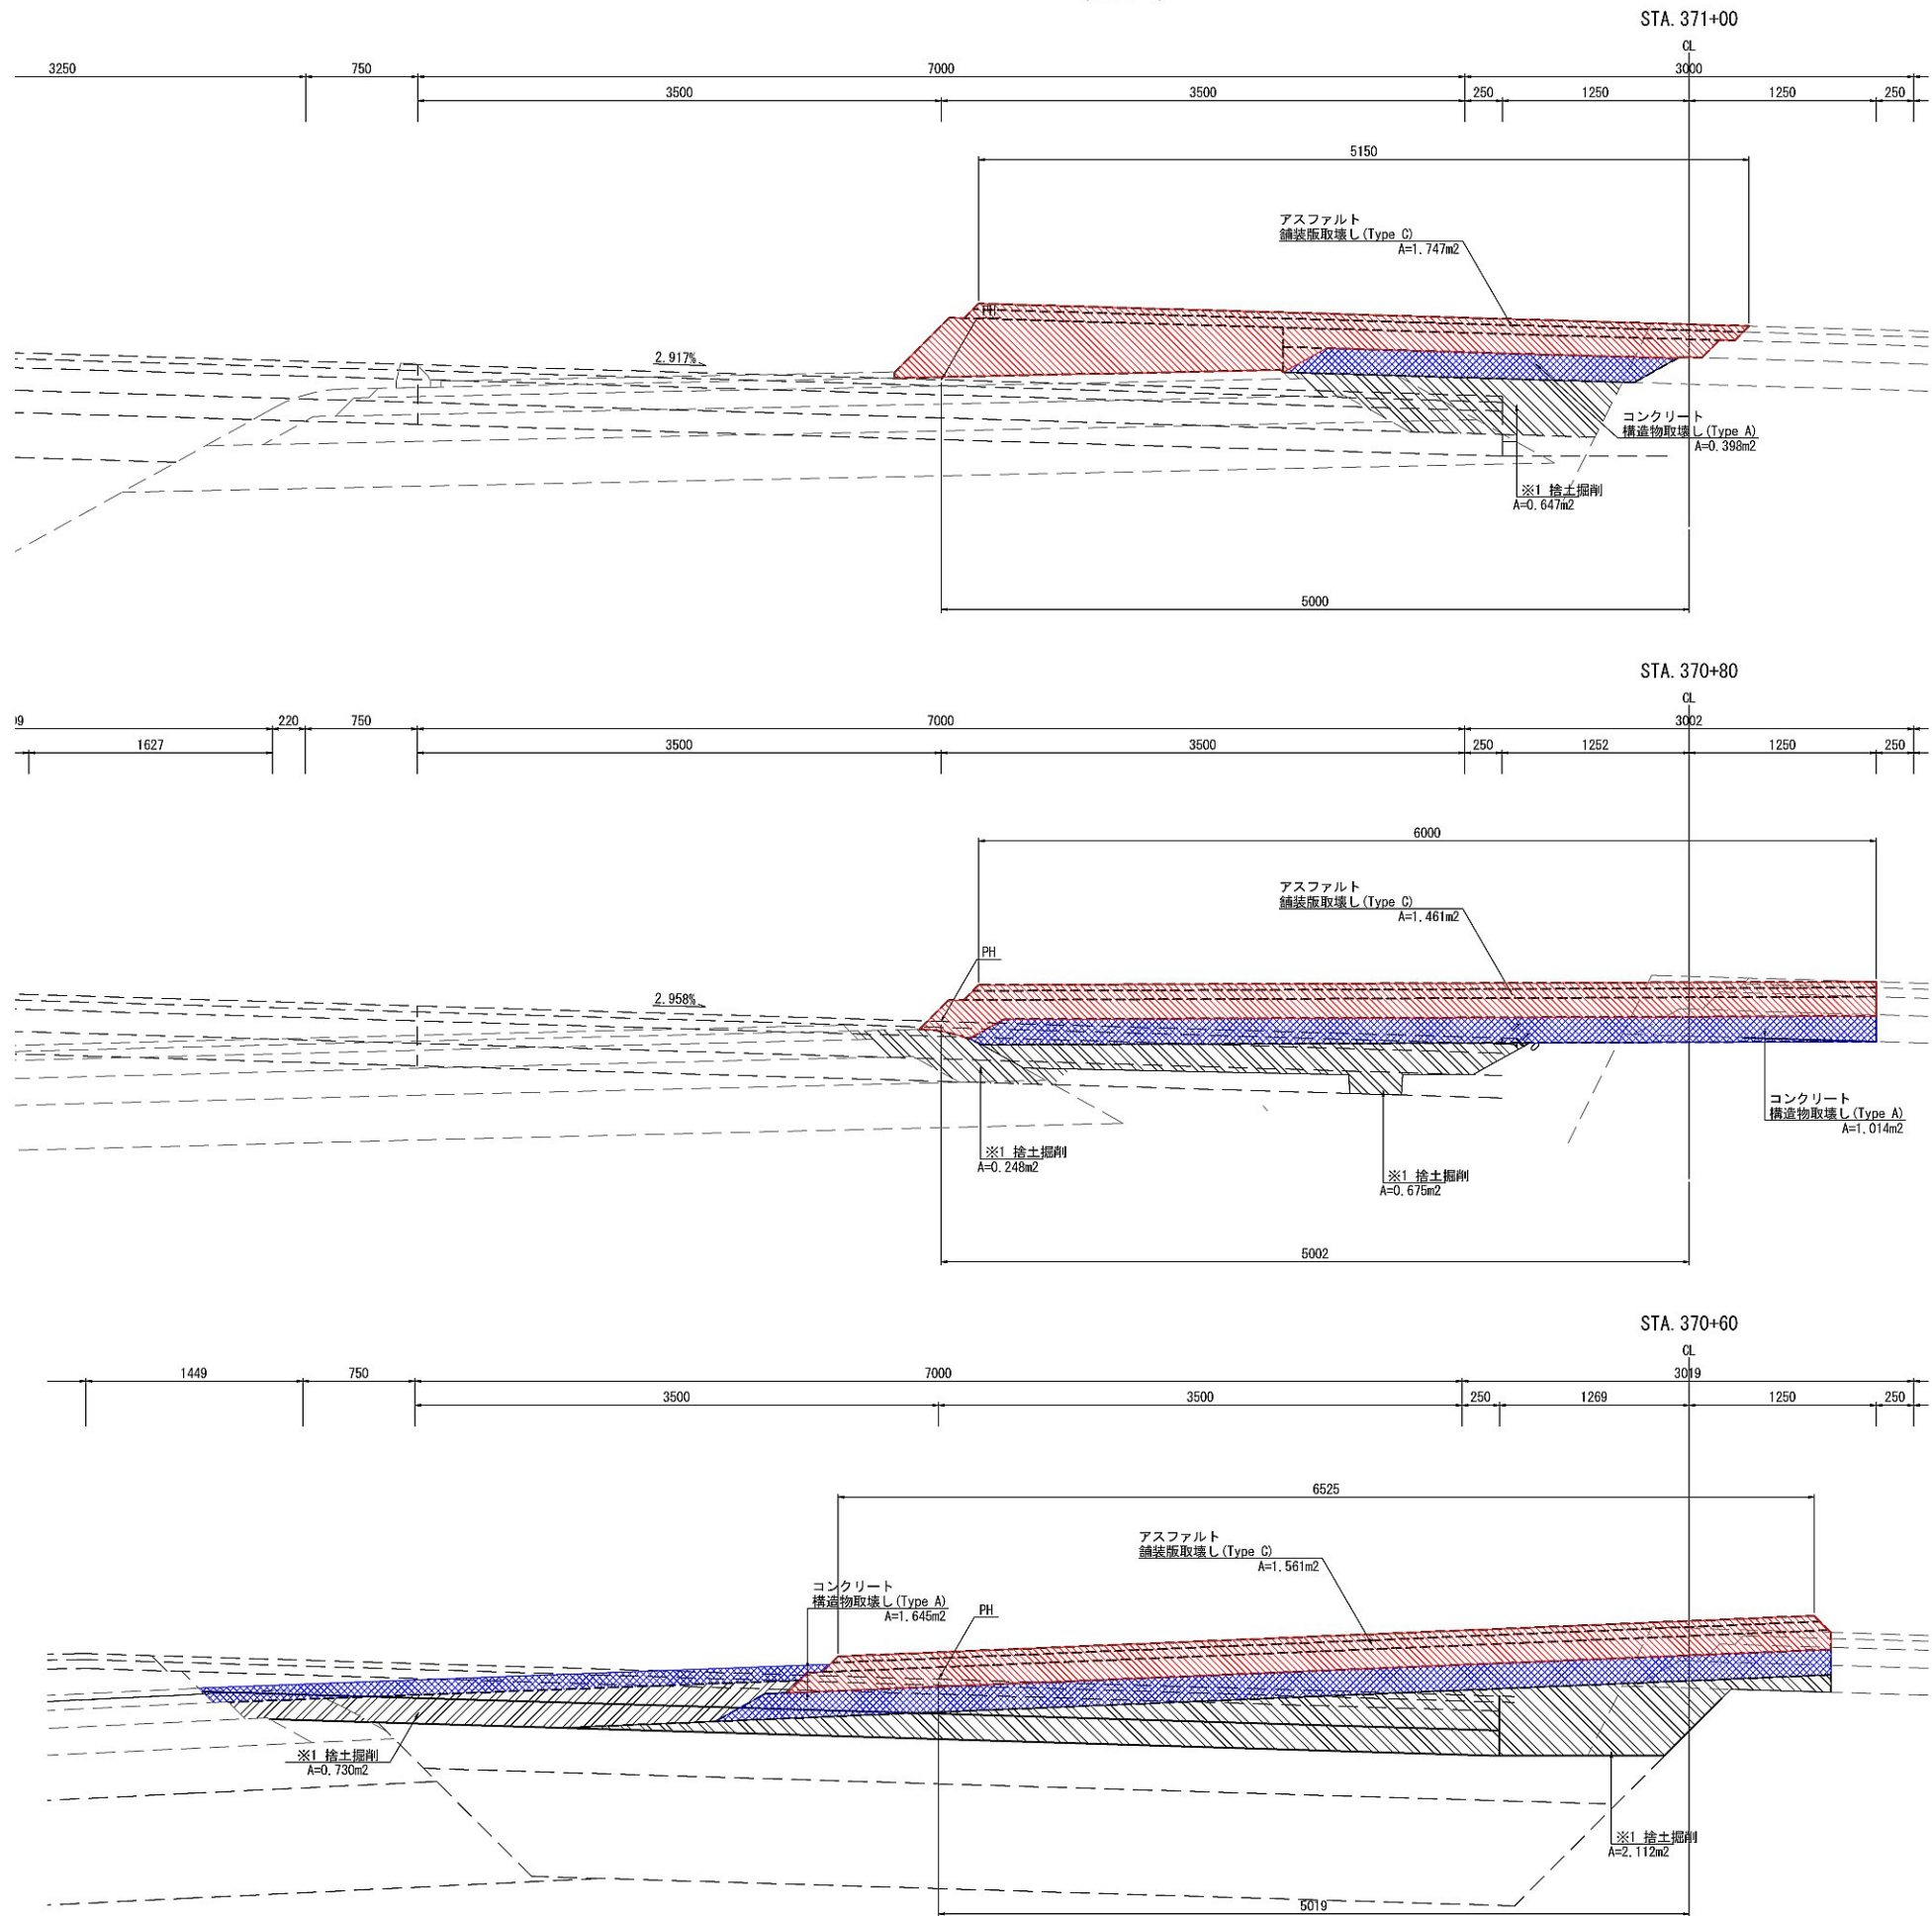 STA. 371+00
CL
3250 750 7000 3000
3500 3500 250 1250 1250 250
5150
アスファルト
舗装版取壊し(Type C)
A=1.747m2
PH
2.917%
コンクリート
構造物取壊し(Type A)
A=0.398m2
※1 捨土掘削
A=0.647m2
5000
STA. 370+80
CL
220 750 7000 3002
1627 3500 3500 250 1252 1250 250
6000
アスファルト
舗装版取壊し(Type C)
A=1.461m2
PH
2.958%
コンクリート
構造物取壊し(Type A)
A=1.014m2
※1 捨土掘削
A=0.248m2
※1 捨土掘削
A=0.675m2
5002
STA. 370+60
CL
1449 750 7000 3019
3500 3500 250 1269 1250 250
6525
アスファルト
舗装版取壊し(Type C)
A=1.561m2
コンクリート
構造物取壊し(Type A)
A=1.645m2
PH
※1 捨土掘削
A=0.730m2
※1 捨土掘削
A=2.112m2
5019